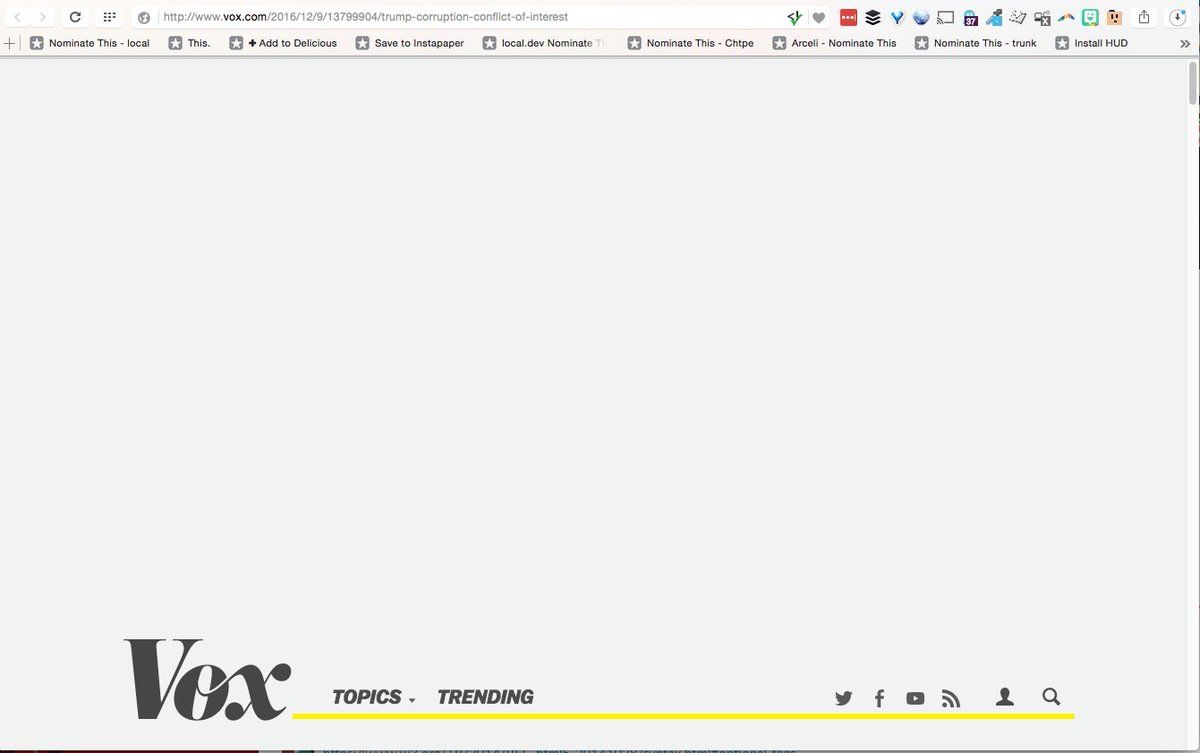 http://www.vox.com/2016/12/9/13799904/trump-corruption-conflict-of-interest
37
Nominate This - local
This.
+ Add to Delicious
Save to Instapaper
local.dev Nominate
Nominate This - Chtpe
Arceli - Nominate This
Nominate This - trunk
Install HUD
Vox
TOPICS
TRENDING